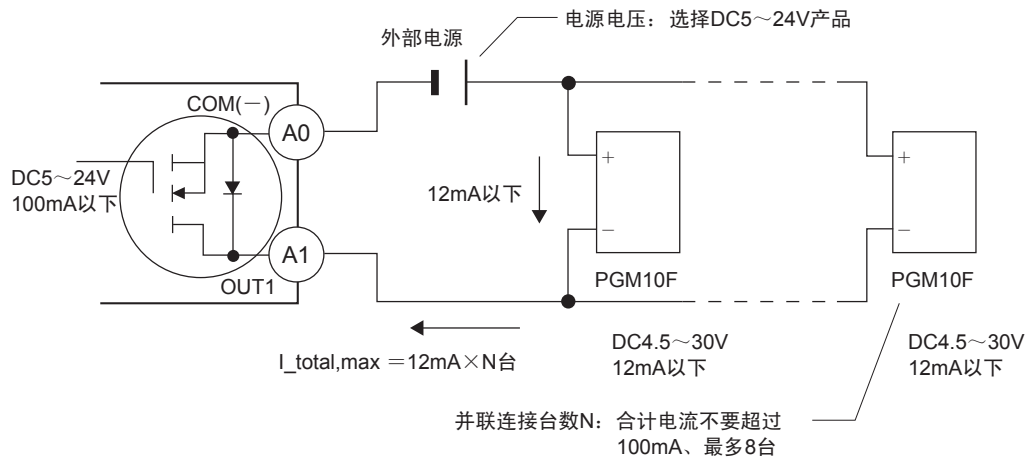 电源电压：选择DC5～24V产品
外部电源
COM(－)
A0
DC5～24V
100mA以下
12mA以下
+
−
+
−
A1
OUT1
PGM10F
PGM10F
I_total,max ＝12mA×N台
DC4.5～30V
12mA以下
DC4.5～30V
12mA以下
并联连接台数N：合计电流不要超过
100mA、最多8台